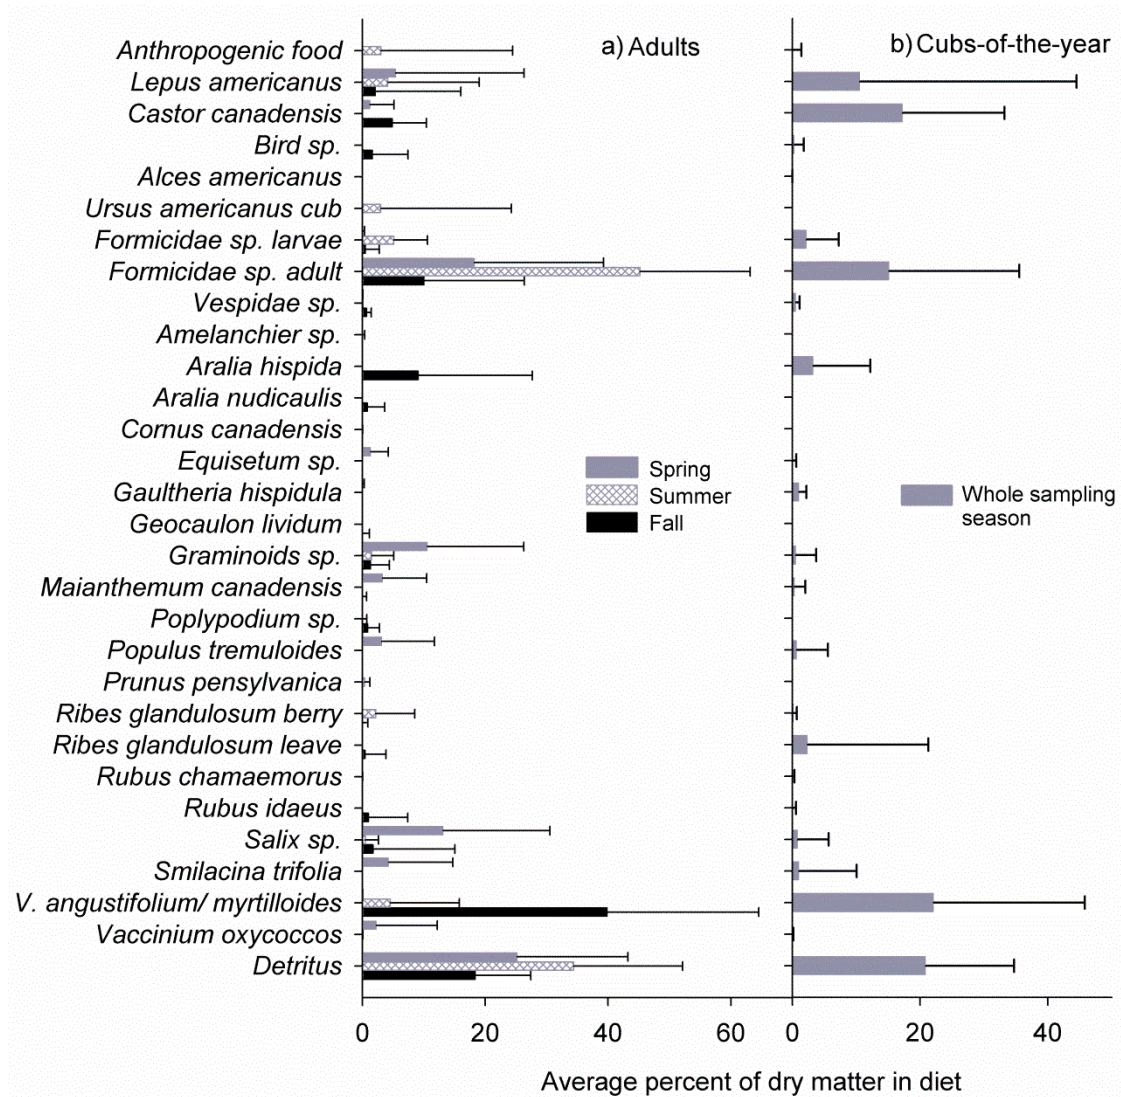 a) Adults
b) Cubs-of-the-year
Anthropogenic food
Lepus americanus
Castor canadensis
Bird sp.
Alces americanus
Ursus americanus cub
Formicidae sp. larvae
Formicidae sp. adult
Vespidae sp.
Amelanchier sp.
Aralia hispida
Aralia nudicaulis
Cornus canadensis
Equisetum sp.
Gaultheria hispidula
Geocaulon lividum
Graminoids sp.
Maianthemum canadensis
Poplypodium sp.
Populus tremuloides
Prunus pensylvanica
Ribes glandulosum berry
Ribes glandulosum leave
Rubus chamaemorus
Rubus idaeus
Salix sp.
Smilacina trifolia
V. angustifolium/ myrtilloides
Vaccinium oxycoccos
Detritus
Spring
Summer
Fall
Whole sampling
season
0 20 40 60
0 20 40
Average percent of dry matter in diet